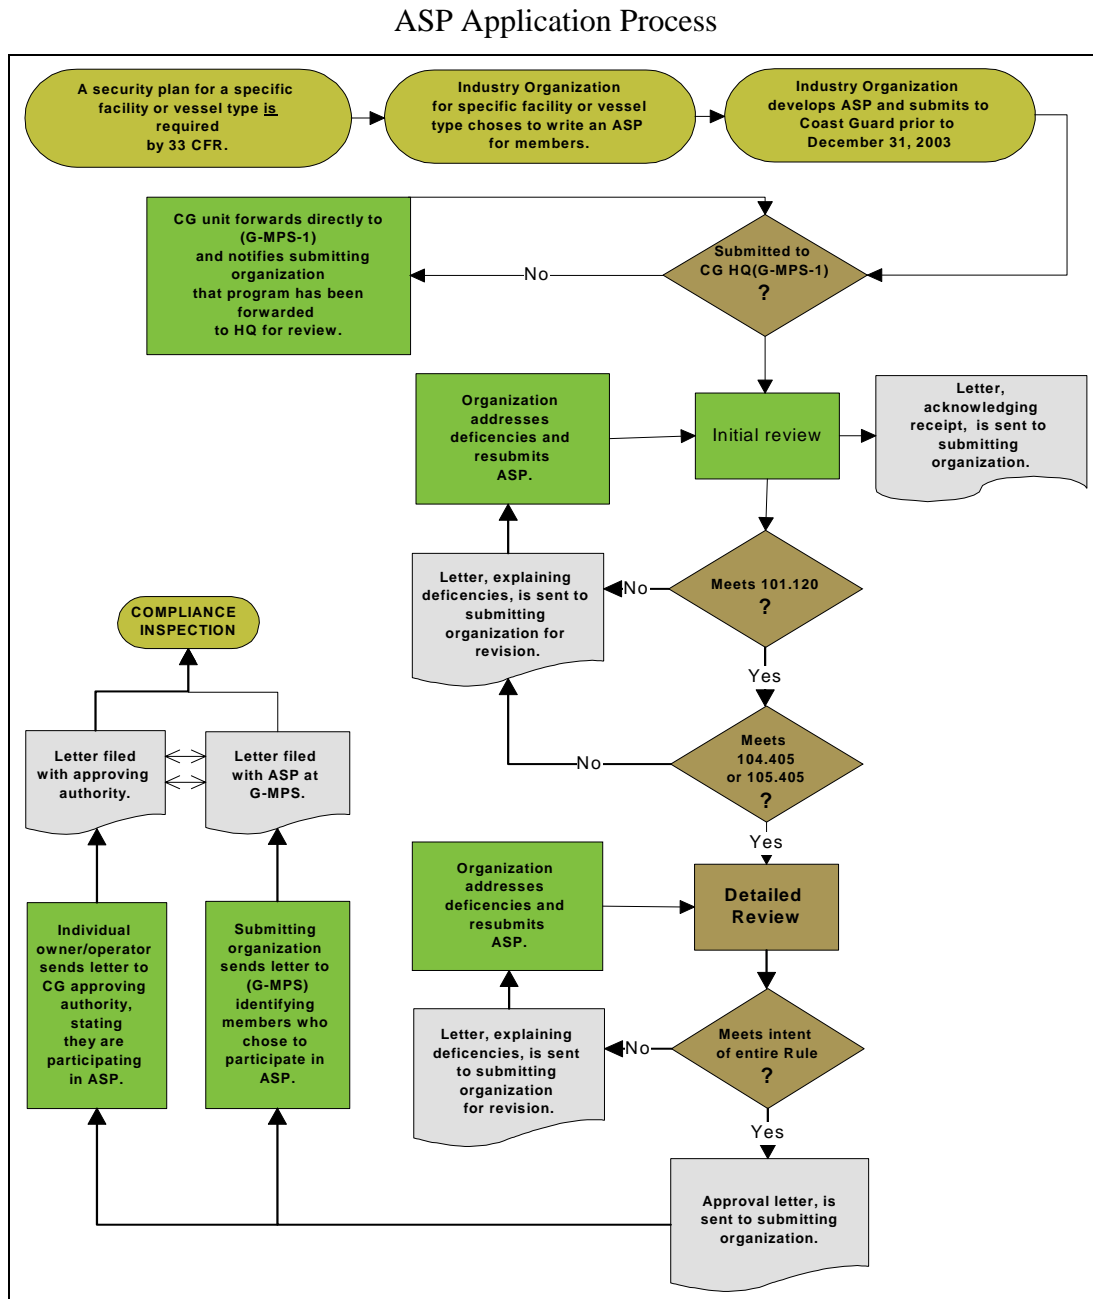 ASP Application Process
A security plan for a specific
facility or vessel type is
required
by 33 CFR.
Industry Organization
for specific facility or vessel
type choses to write an ASP
for members.
Industry Organization
develops ASP and submits to
Coast Guard prior to
December 31, 2003
CG unit forwards directly to
(G-MPS-1)
and notifies submitting
organization
that program has been
forwarded
to HQ for review.
No
Submitted to
CG HQ(G-MPS-1)
?
Organization
addresses
deficencies and
resubmits
ASP.
Initial review
Letter,
acknowledging
receipt,  is sent to
submitting
organization.
Letter, explaining
deficencies, is sent to
submitting
organization for
revision.
No
Meets 101.120
?
Yes
COMPLIANCE
INSPECTION
No
Meets
104.405
or 105.405
?
Yes
Letter filed
with approving
authority.
Letter filed
with ASP at
G-MPS.
Organization
addresses
deficencies and
resubmits
ASP.
Detailed
Review
Individual
owner/operator
sends letter to
CG approving
authority,
stating
they are
participating
in ASP.
Submitting
organization
sends letter to
(G-MPS)
identifying
members who
chose to
participate in
ASP.
Letter, explaining
deficencies, is sent
to submitting
organization
for revision.
No
Meets intent
of entire Rule
?
Yes
Approval letter, is
sent to submitting
organization.